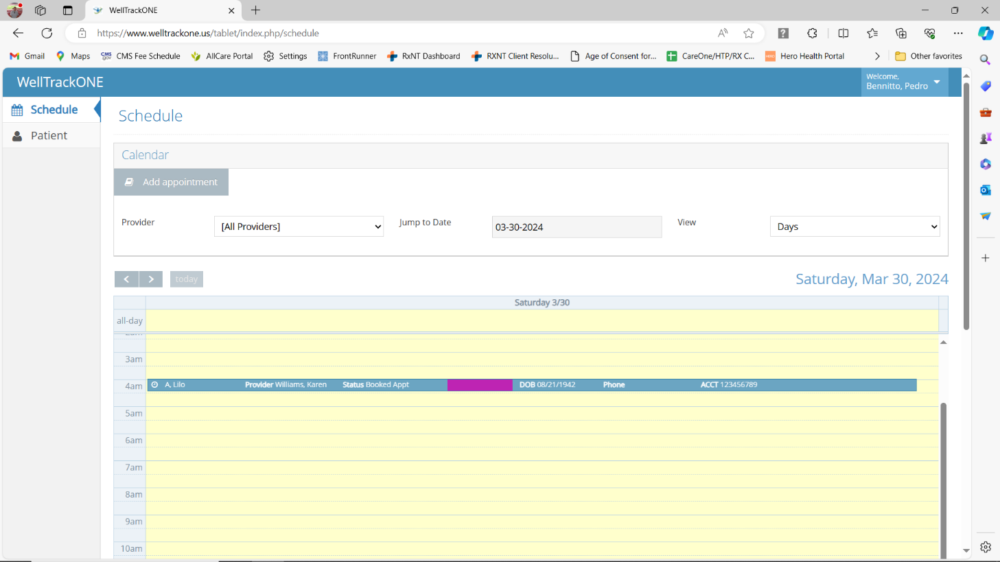 WellTrackONE
https://www.welltrackone.us/tablet/index.php/schedule
Gmail Maps CMS Fee Schedule AllCare Portal Settings FrontRunner RxNT Dashboard RXNT Client Resolu... Age of Consent for... CareOne/HTP/RX C... Hero Health Portal Other favorites
WellTrackONE
Welcome,
Bennitto, Pedro
Schedule
Patient
Schedule
Calendar
Add appointment
Provider [All Providers] Jump to Date 03-30-2024 View Days
today
Saturday, Mar 30, 2024
Saturday 3/30
all-day
3am
4am A, Lilo Provider Williams, Karen Status Booked Appt DOB 08/21/1942 Phone ACCT 123456789
5am
6am
7am
8am
9am
10am